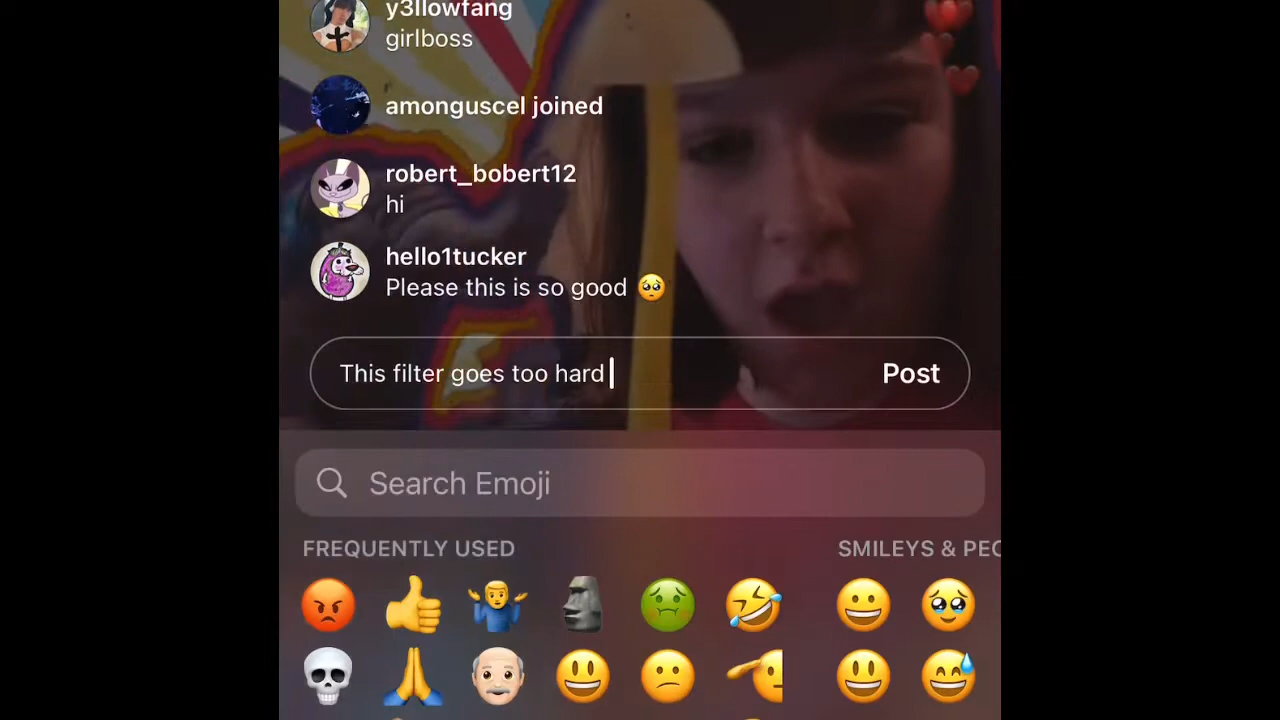 y3llowfang
girlboss
amonguscel joined
robert_bobert12
hi
hello1tucker
Please this is so good 🥺
This filter goes too hard
Post
Search Emoji
FREQUENTLY USED
SMILEYS & PEO